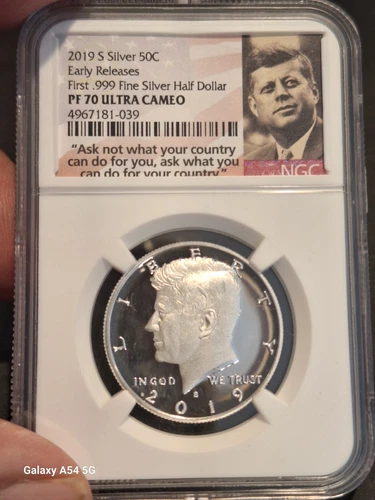 2019 S Silver 50C
Early Releases
First .999 Fine Silver Half Dollar
PF 70 ULTRA CAMEO
4967181-039
"Ask not what your country
can do for you, ask what you
can do for your country"
NGC
LIBERTY
IN GOD WE TRUST
S
2019
Galaxy A54 5G